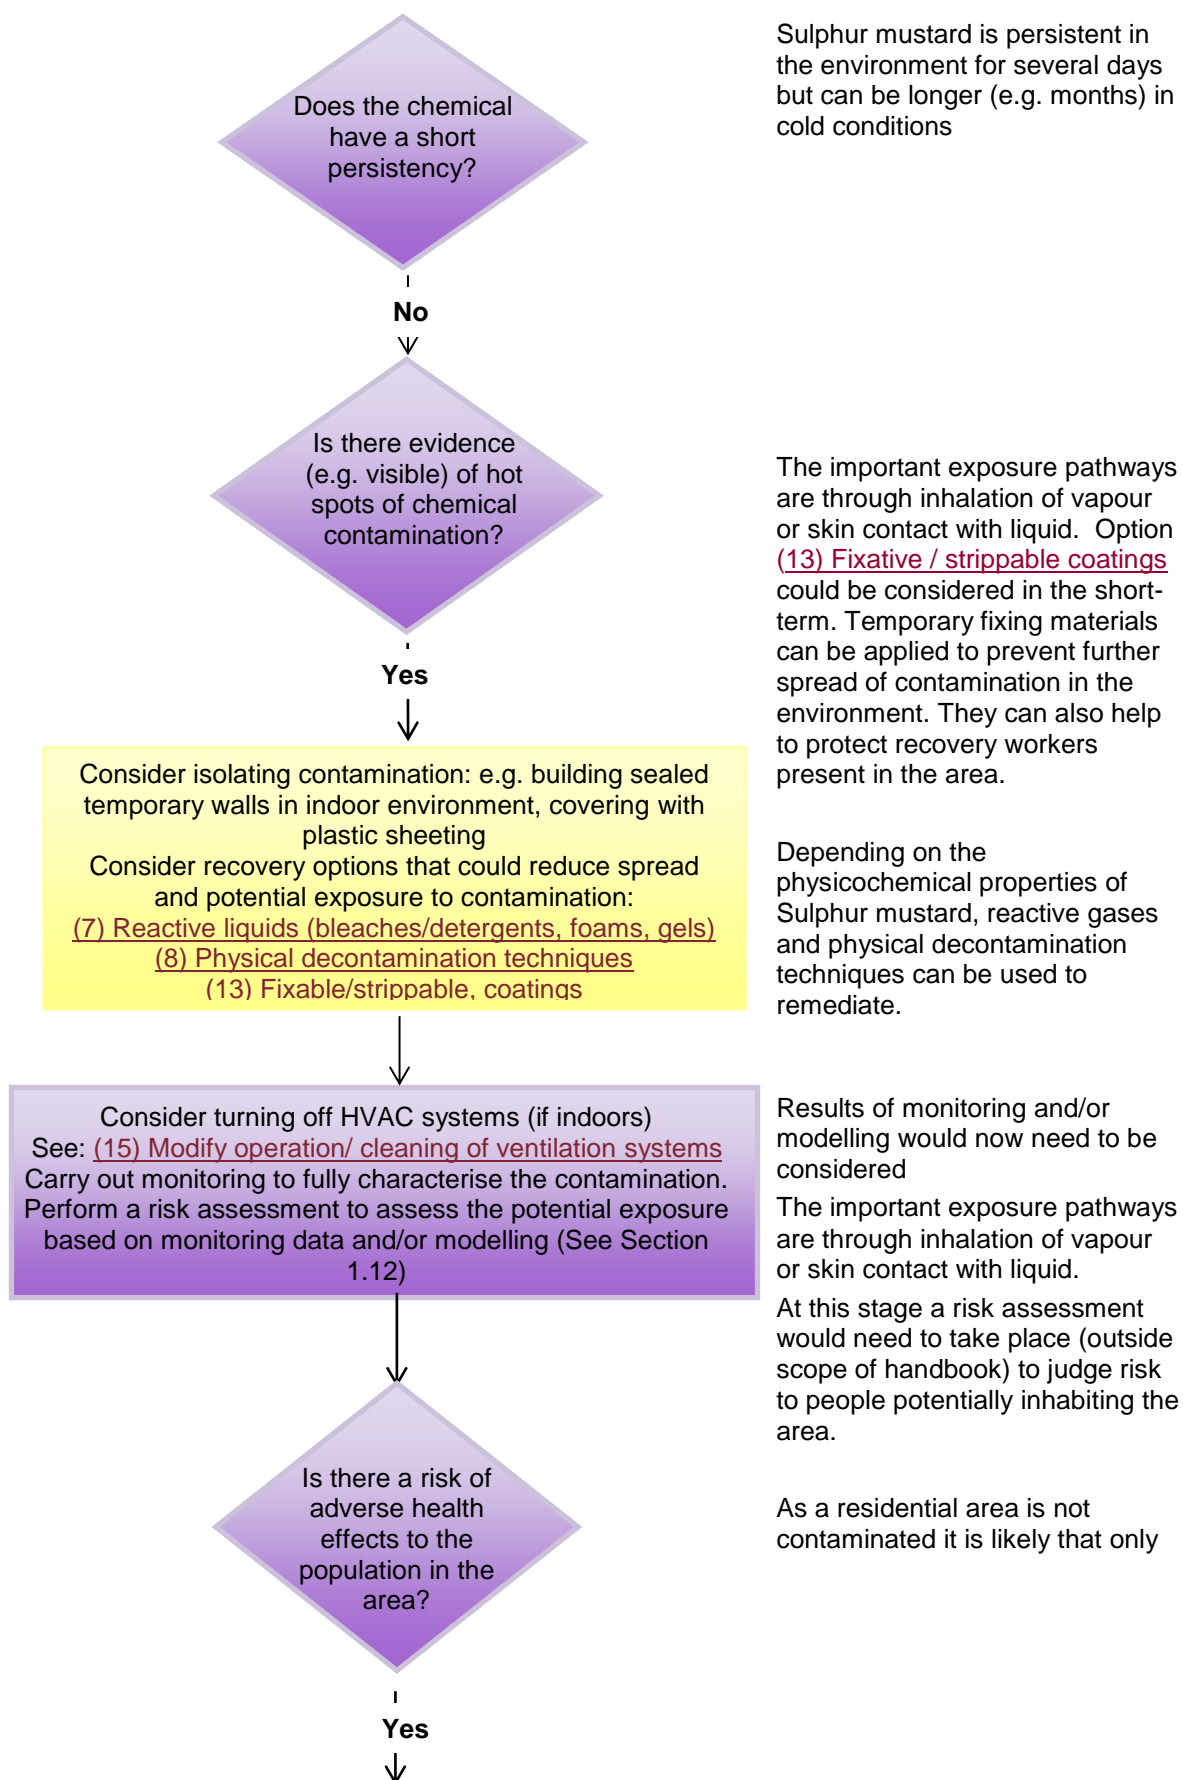 Does the chemical
have a short
persistency?
Sulphur mustard is persistent in
the environment for several days
but can be longer (e.g. months) in
cold conditions
No
Is there evidence
(e.g. visible) of hot
spots of chemical
contamination?
The important exposure pathways
are through inhalation of vapour
or skin contact with liquid. Option
(13) Fixative / strippable coatings
could be considered in the short-
term. Temporary fixing materials
can be applied to prevent further
spread of contamination in the
environment. They can also help
to protect recovery workers
present in the area.
Yes
Consider isolating contamination: e.g. building sealed
temporary walls in indoor environment, covering with
plastic sheeting
Consider recovery options that could reduce spread
and potential exposure to contamination:
(7) Reactive liquids (bleaches/detergents, foams, gels)
(8) Physical decontamination techniques
(13) Fixable/strippable, coatings
Depending on the
physicochemical properties of
Sulphur mustard, reactive gases
and physical decontamination
techniques can be used to
remediate.
Consider turning off HVAC systems (if indoors)
See: (15) Modify operation/ cleaning of ventilation systems
Carry out monitoring to fully characterise the contamination.
Perform a risk assessment to assess the potential exposure
based on monitoring data and/or modelling (See Section
1.12)
Results of monitoring and/or
modelling would now need to be
considered
The important exposure pathways
are through inhalation of vapour
or skin contact with liquid.
At this stage a risk assessment
would need to take place (outside
scope of handbook) to judge risk
to people potentially inhabiting the
area.
Is there a risk of
adverse health
effects to the
population in the
area?
As a residential area is not
contaminated it is likely that only
Yes